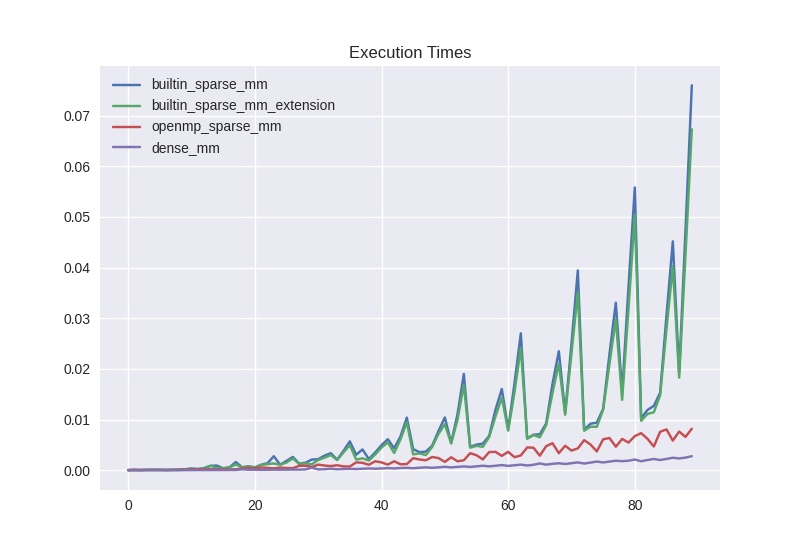 Execution Times
builtin_sparse_mm
builtin_sparse_mm_extension
openmp_sparse_mm
dense_mm
0.07
0.06
0.05
0.04
0.03
0.02
0.01
0.00
0 20 40 60 80